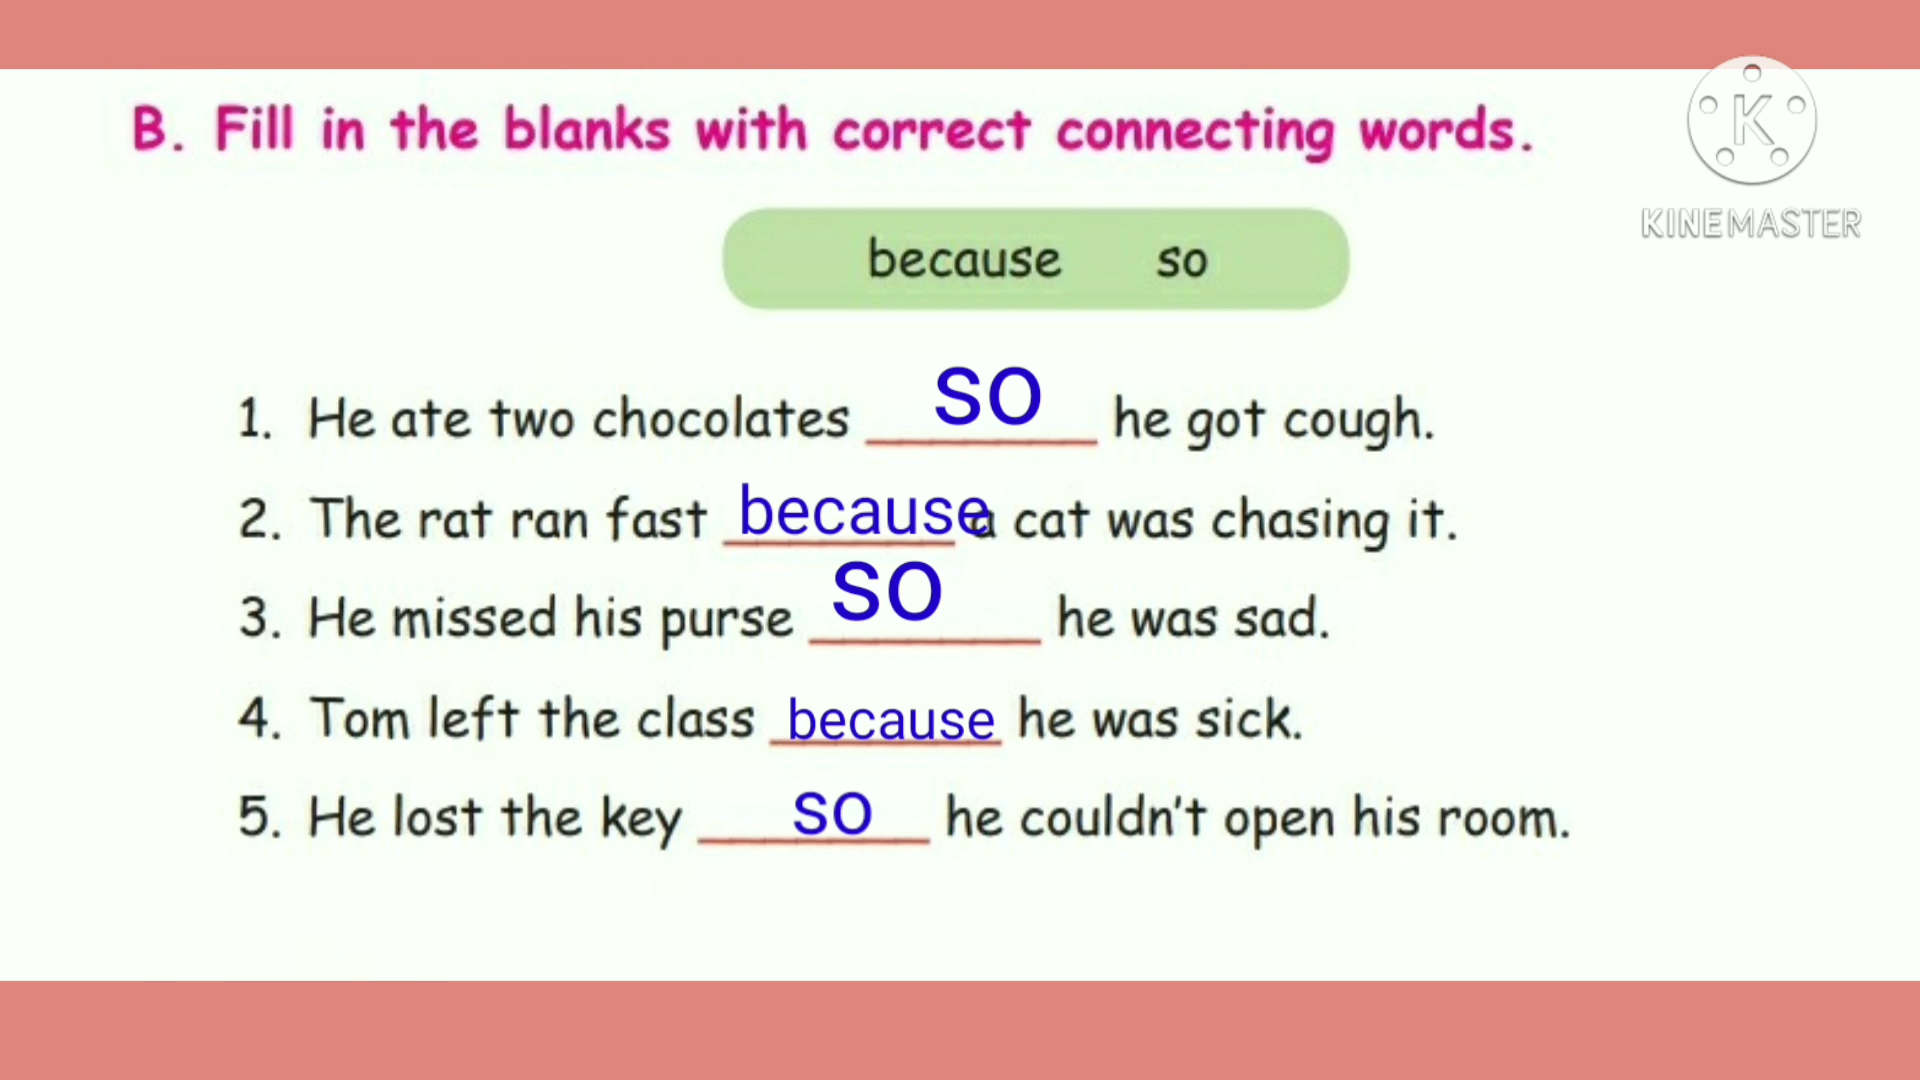 B. Fill in the blanks with correct connecting words.
K
KINEMASTER
because so
1. He ate two chocolates so he got cough.
2. The rat ran fast because a cat was chasing it.
3. He missed his purse so he was sad.
4. Tom left the class because he was sick.
5. He lost the key so he couldn't open his room.